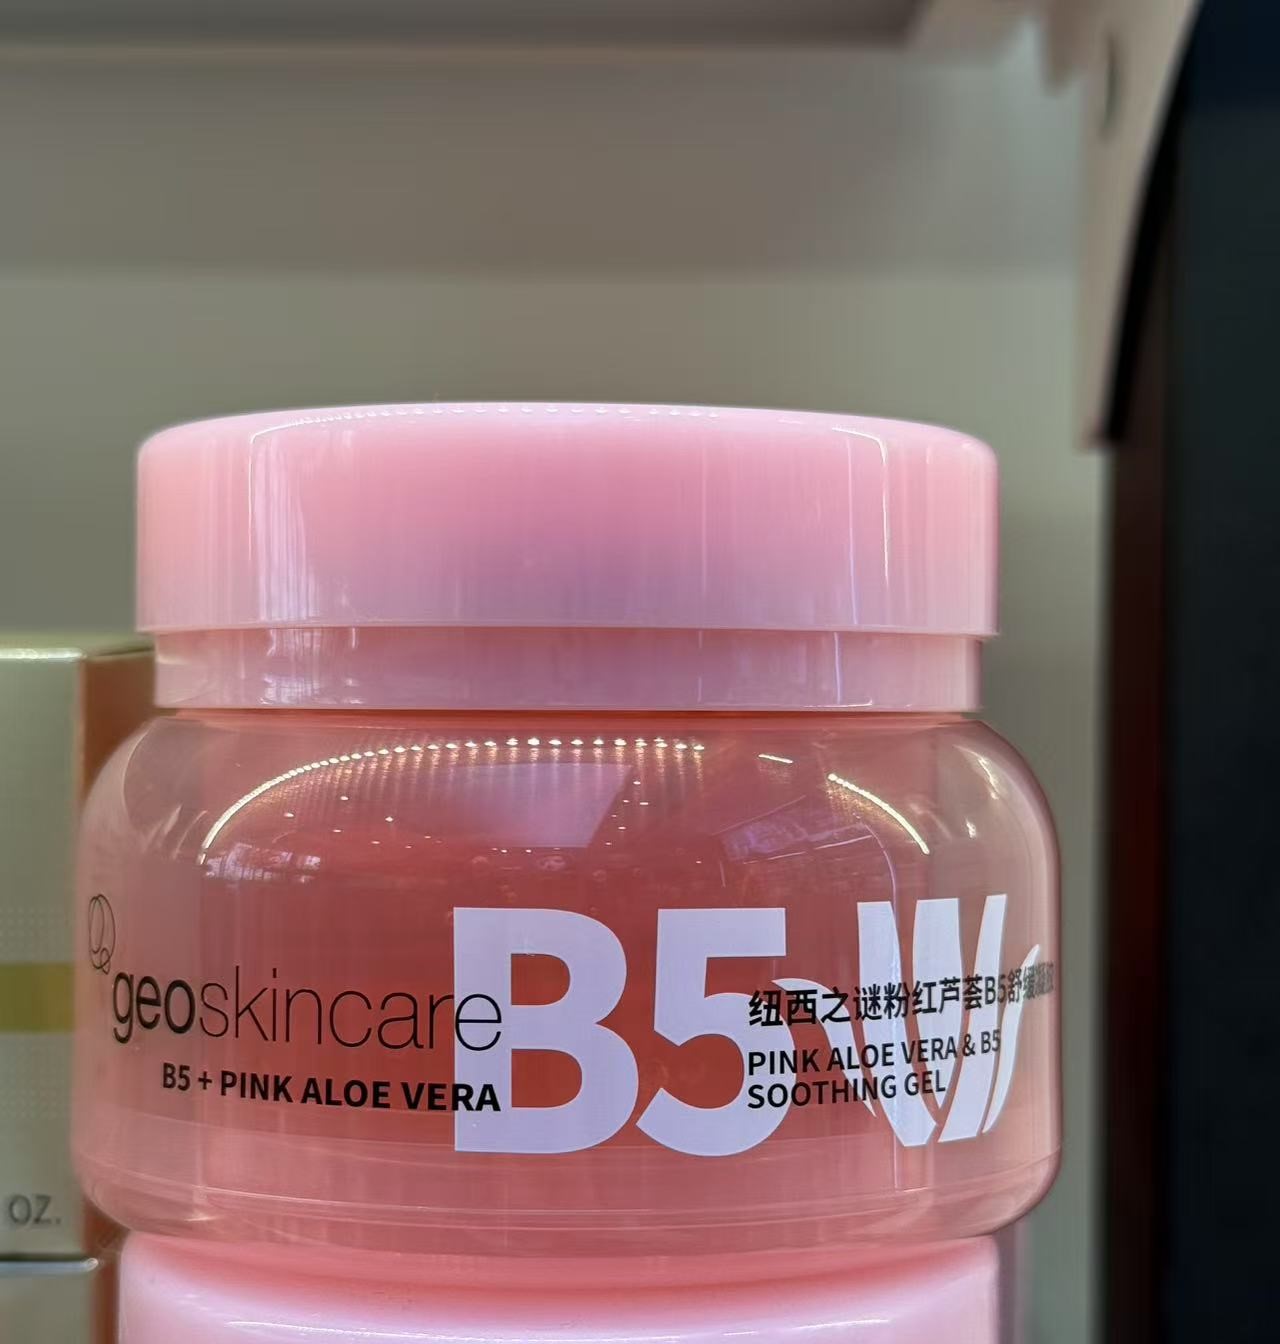 geoskincare
B5 + PINK ALOE VERA
B5
纽西之谜粉红芦荟B5舒缓凝胶
PINK ALOE VERA & B5
SOOTHING GEL
OZ.